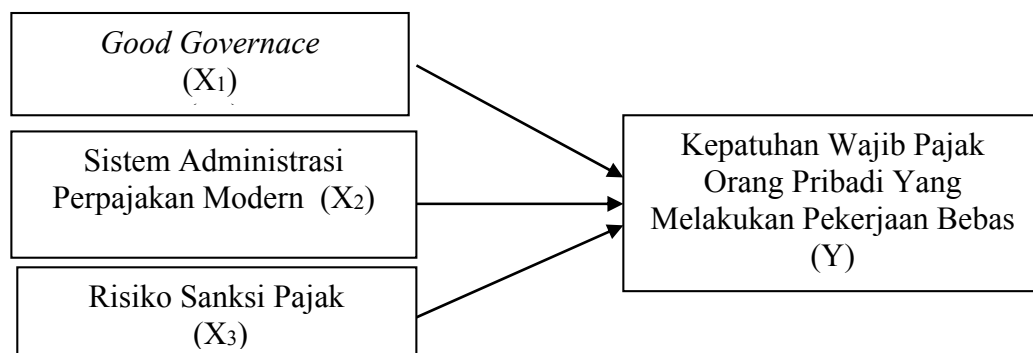 Good Governace
(X1)
Sistem Administrasi
Perpajakan Modern (X2)
Risiko Sanksi Pajak
(X3)
Kepatuhan Wajib Pajak
Orang Pribadi Yang
Melakukan Pekerjaan Bebas
(Y)